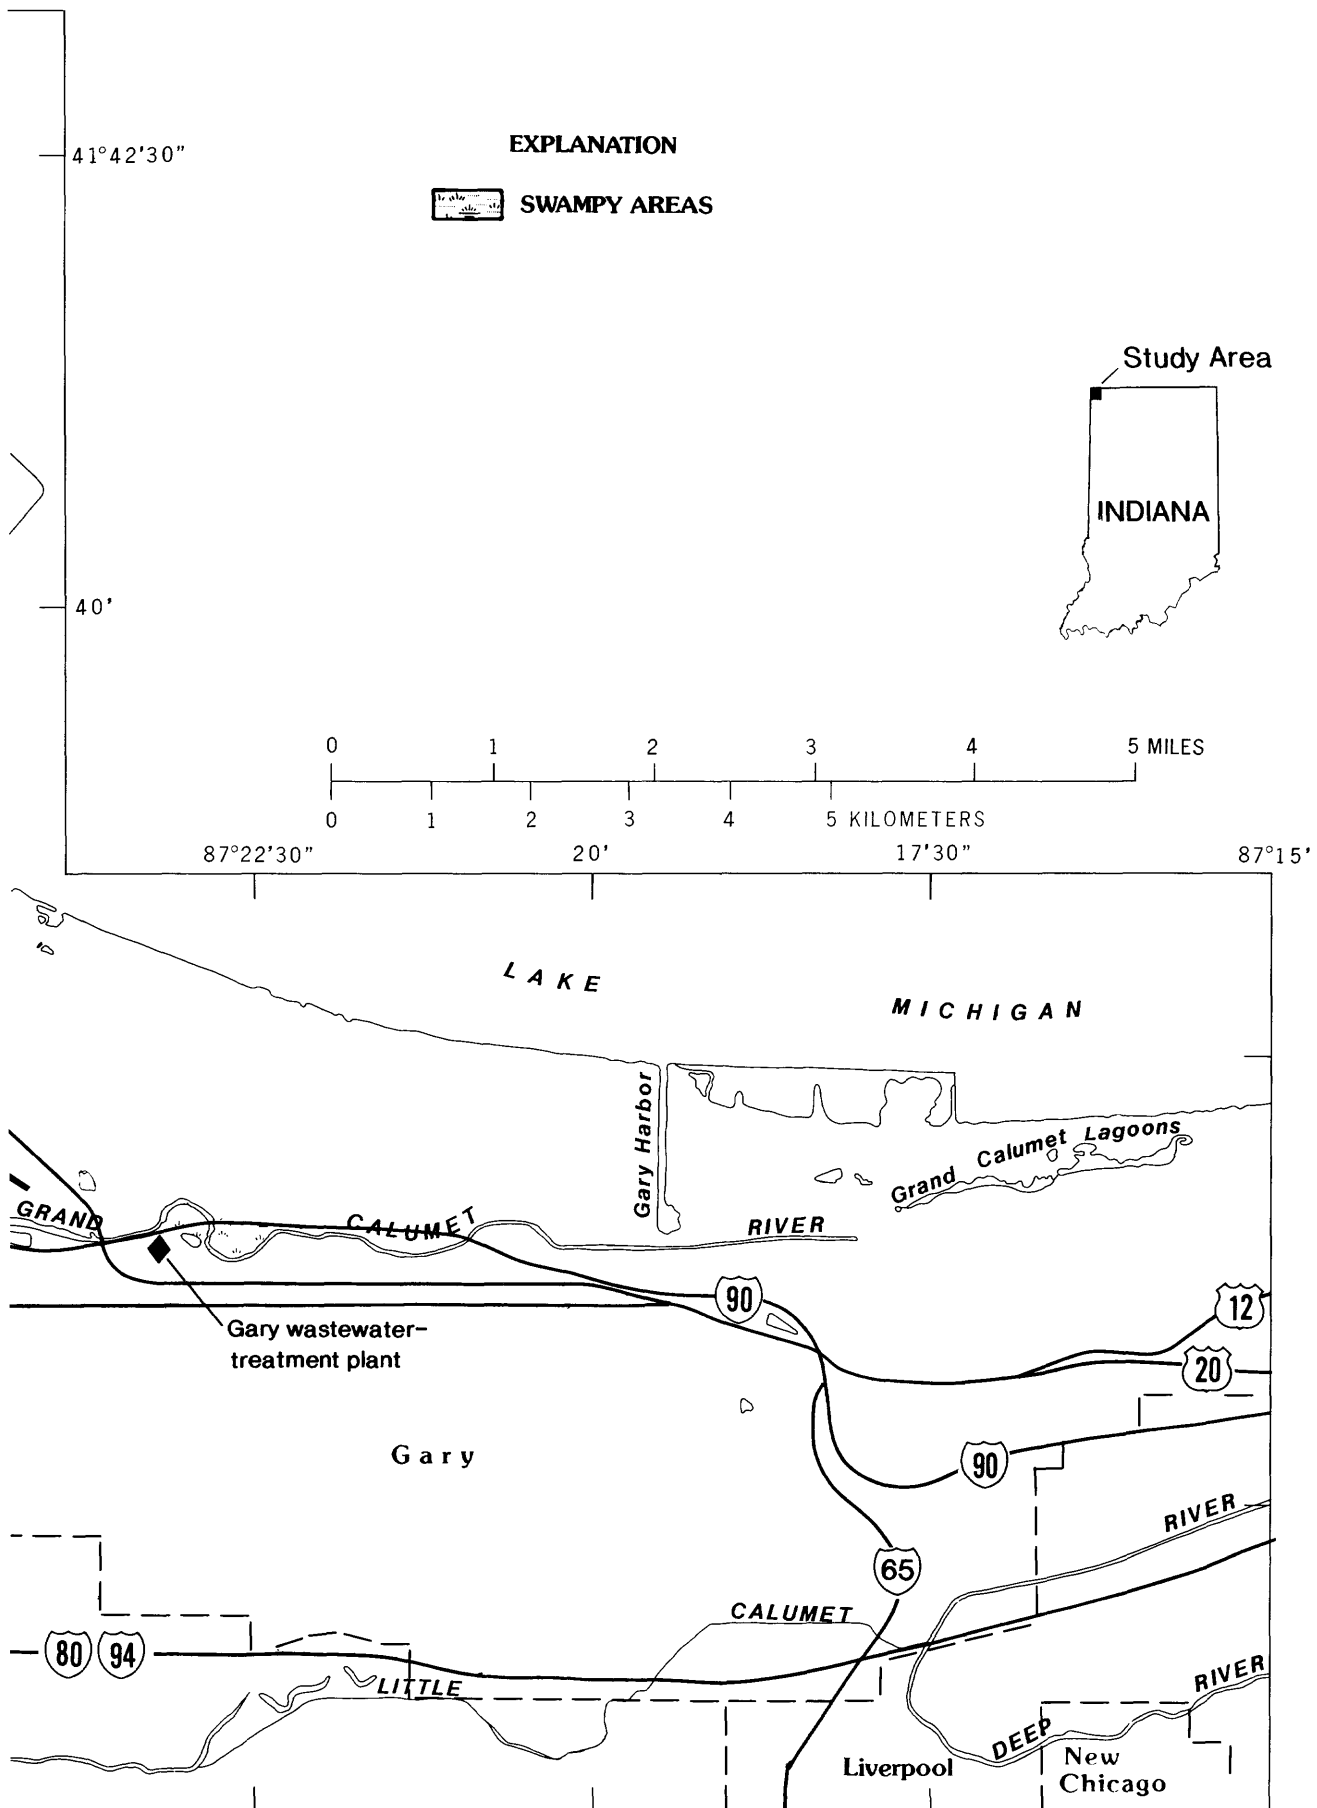 EXPLANATION
41°42'30"
SWAMPY AREAS
Study Area
INDIANA
40'
0 1 2 3 4 5 MILES
0 1 2 3 4 5 KILOMETERS
87°22'30" 20' 17'30" 87°15'
LAKE
MICHIGAN
Gary Harbor
Grand Calumet Lagoons
GRAND CALUMET RIVER
90
12
Gary wastewater-
treatment plant
20
Gary
90
RIVER
65
CALUMET
80 94
LITTLE
RIVER
DEEP
Liverpool
New
Chicago